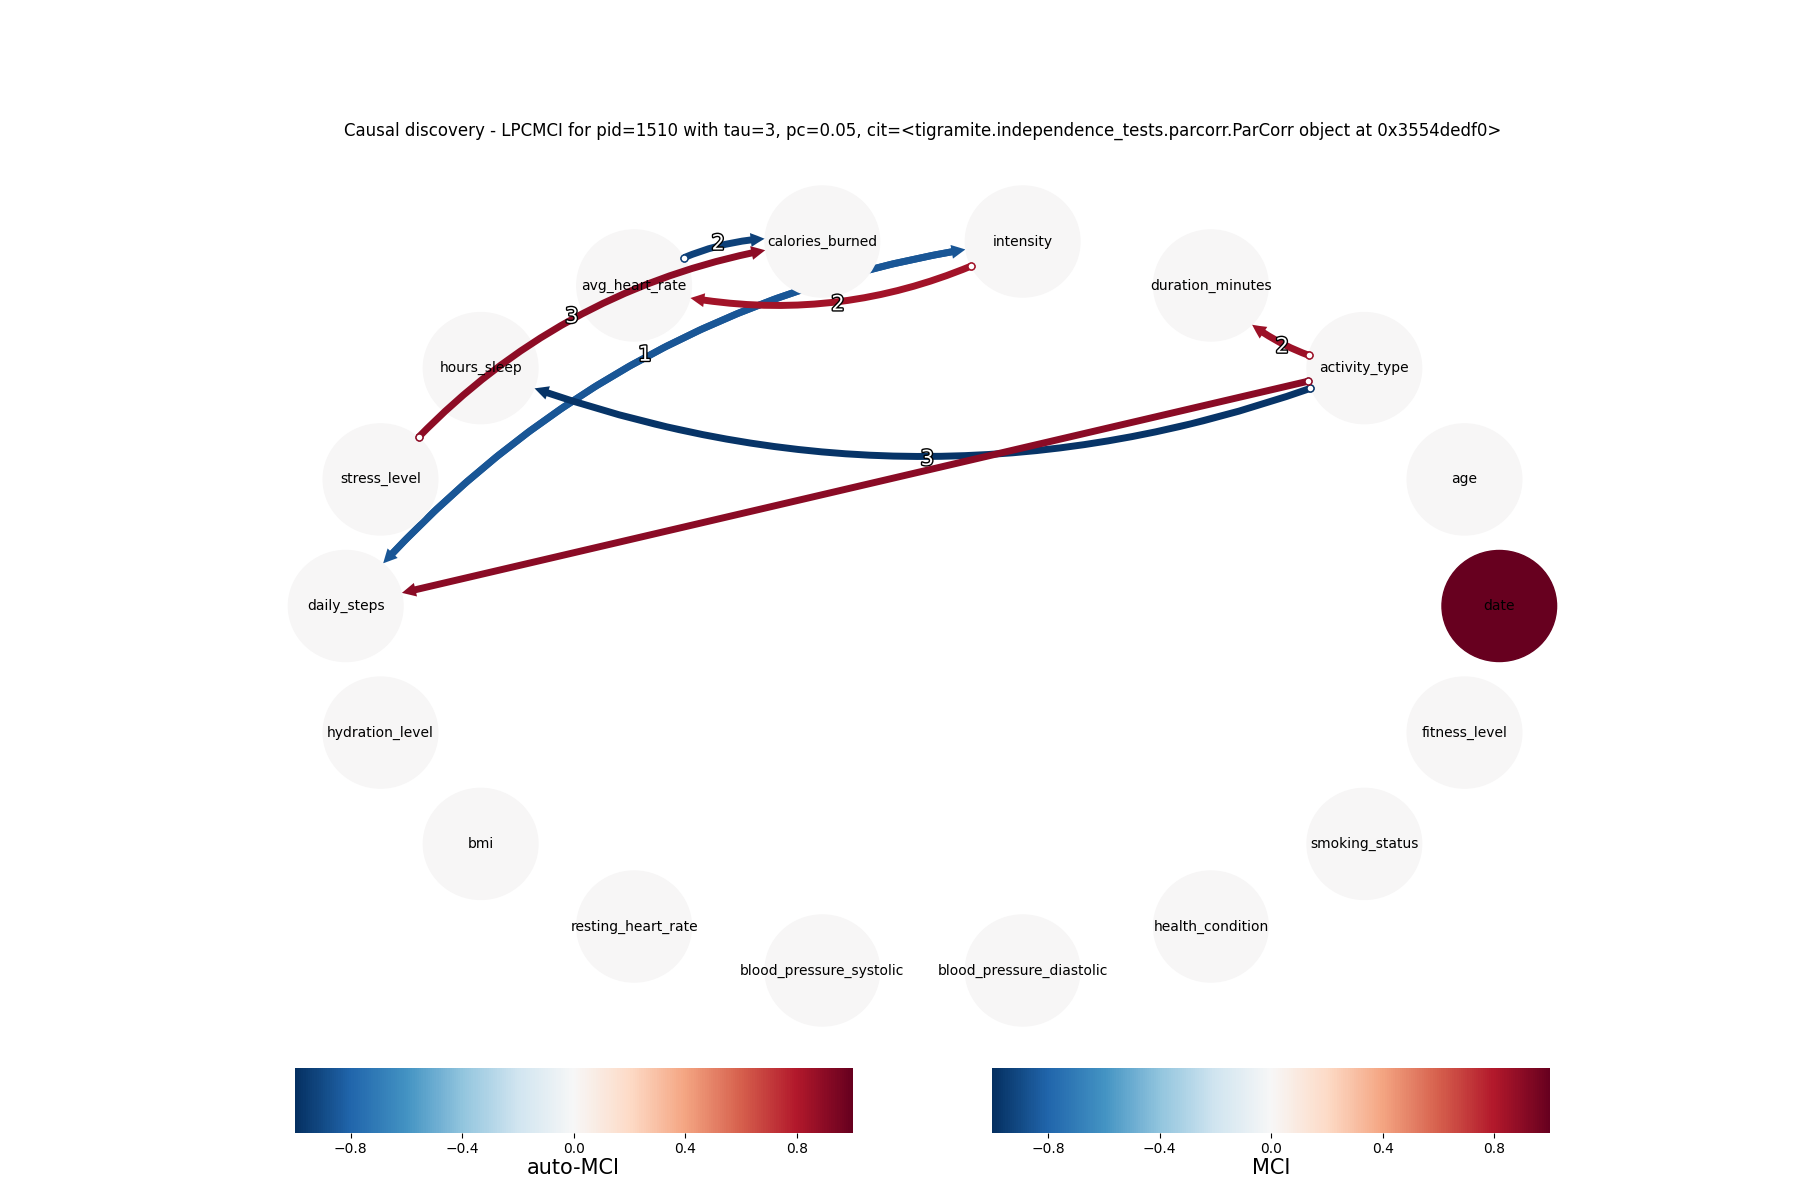 Causal discovery - LPCMCI for pid=1510 with tau=3, pc=0.05, cit=<tigramite.independence_tests.parcorr.ParCorr object at 0x3554dedf0>
2
calories_burned
intensity
avg_heart_rate
duration_minutes
2
3
2
1
hours_sleep
activity_type
3
stress_level
age
daily_steps
date
hydration_level
fitness_level
bmi
smoking_status
resting_heart_rate
health_condition
blood_pressure_systolic
blood_pressure_diastolic
−0.8 −0.4 0.0 0.4 0.8
auto-MCI
−0.8 −0.4 0.0 0.4 0.8
MCI